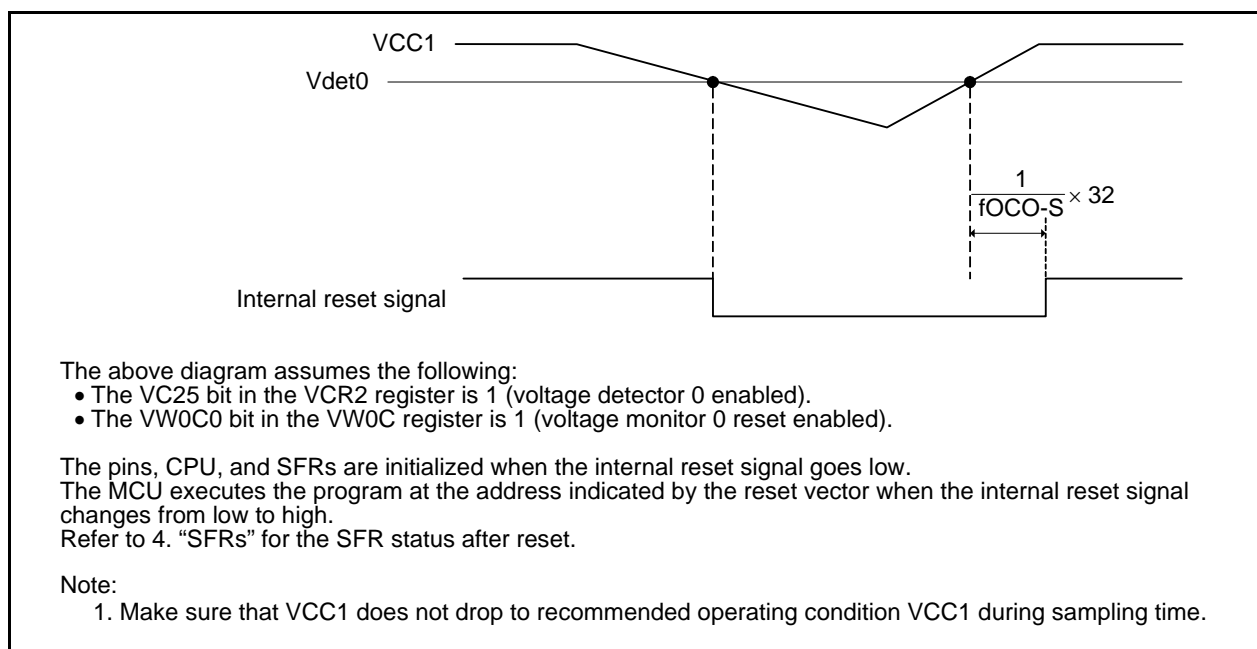 VCC1
Vdet0
1
fOCO-S × 32
Internal reset signal
The above diagram assumes the following:
• The VC25 bit in the VCR2 register is 1 (voltage detector 0 enabled).
• The VW0C0 bit in the VW0C register is 1 (voltage monitor 0 reset enabled).
The pins, CPU, and SFRs are initialized when the internal reset signal goes low.
The MCU executes the program at the address indicated by the reset vector when the internal reset signal
changes from low to high.
Refer to 4. “SFRs” for the SFR status after reset.
Note:
1. Make sure that VCC1 does not drop to recommended operating condition VCC1 during sampling time.